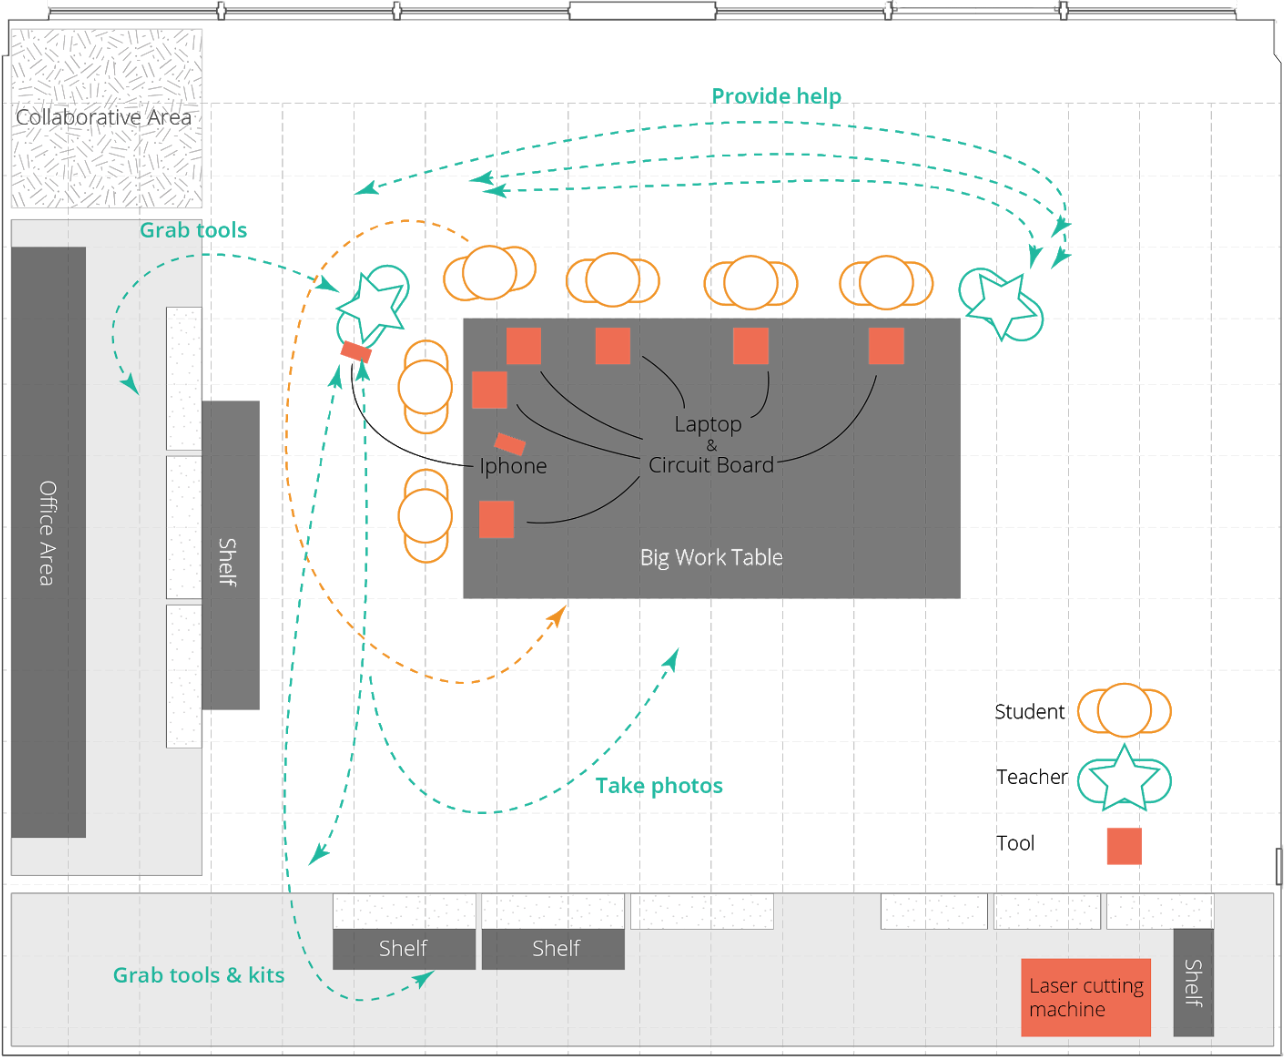 Provide help
Collaborative Area
Grab tools
Laptop
&
Circuit Board
Iphone
Office Area
Shelf
Big Work Table
Student
Teacher
Take photos
Tool
Shelf
Shelf
Grab tools & kits
Laser cutting
machine
Shelf